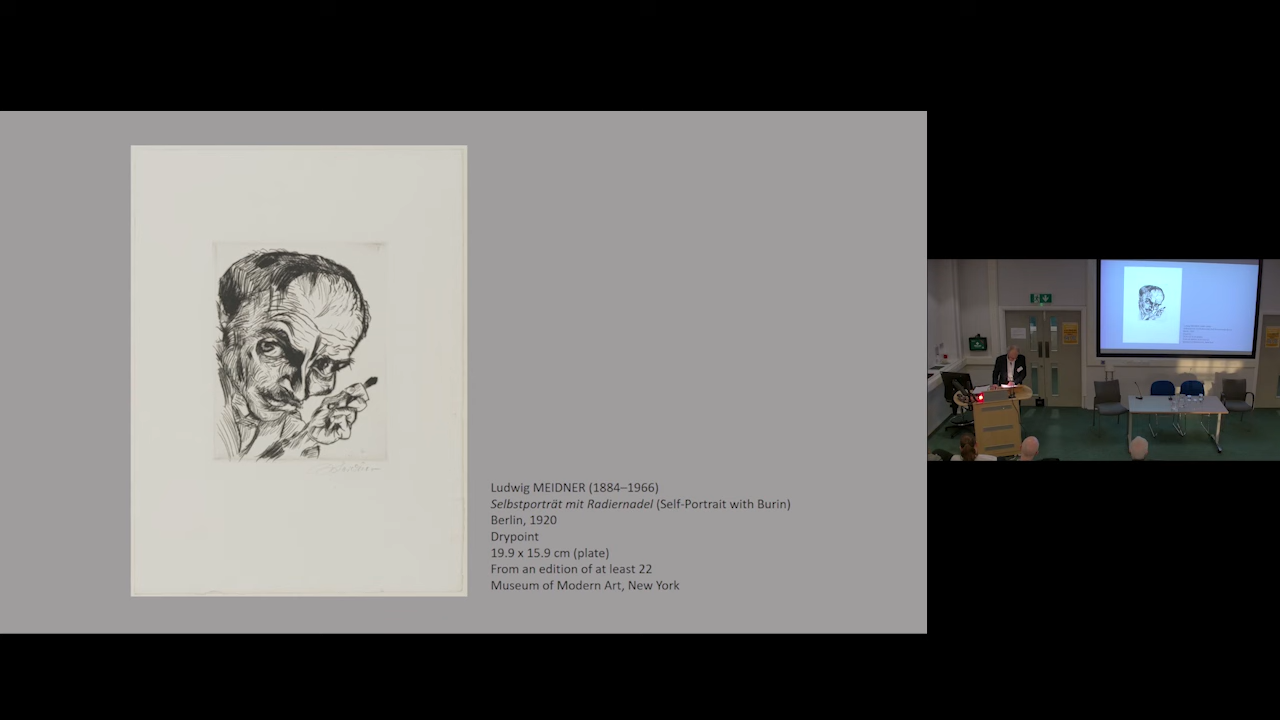 Ludwig MEIDNER (1884–1966)
Selbstporträt mit Radiernadel (Self-Portrait with Burin)
Berlin, 1920
Drypoint
19.9 x 15.9 cm (plate)
From an edition of at least 22
Museum of Modern Art, New York